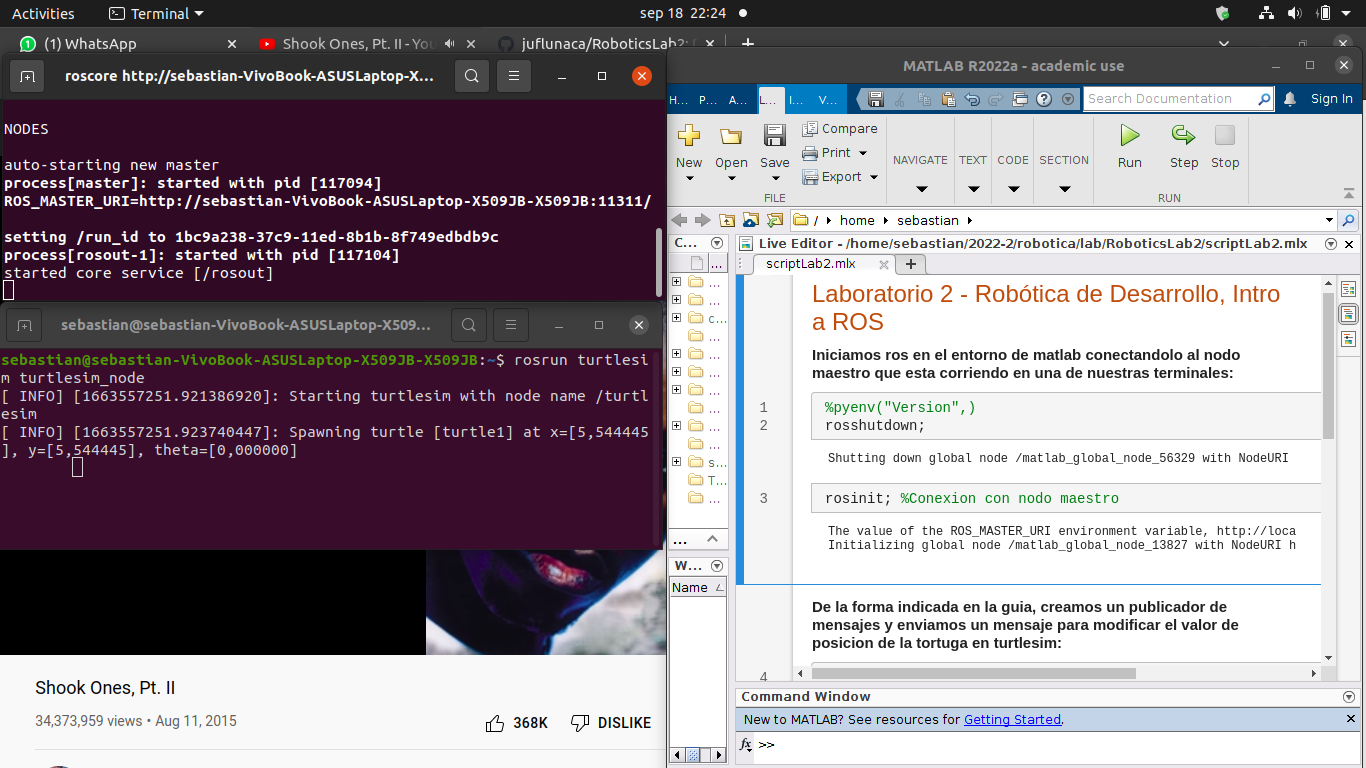 Activities
Terminal
sep 18 22:24
(1) WhatsApp
Shook Ones, Pt. II - You
juflunaca/RoboticsLab2:
roscore http://sebastian-VivoBook-ASUSLaptop-X…
NODES
auto-starting new master
process[master]: started with pid [117094]
ROS_MASTER_URI=http://sebastian-VivoBook-ASUSLaptop-X509JB-X509JB:11311/
setting /run_id to 1bc9a238-37c9-11ed-8b1b-8f749edbdb9c
process[rosout-1]: started with pid [117104]
started core service [/rosout]
sebastian@sebastian-VivoBook-ASUSLaptop-X509…
sebastian@sebastian-VivoBook-ASUSLaptop-X509JB-X509JB:~$ rosrun turtlesi
m turtlesim_node
[ INFO] [1663557251.921386920]: Starting turtlesim with node name /turtl
esim
[ INFO] [1663557251.923740447]: Spawning turtle [turtle1] at x=[5,544445
], y=[5,544445], theta=[0,000000]
Shook Ones, Pt. II
34,373,959 views • Aug 11, 2015
368K
DISLIKE
MATLAB R2022a - academic use
H… P… A… L… I… V…
Search Documentation
Sign In
New
Open
Save
Compare
Print
Export
FILE
NAVIGATE
TEXT
CODE
SECTION
Run
Step
Stop
RUN
/ home sebastian
C…
Live Editor - /home/sebastian/2022-2/robotica/lab/RoboticsLab2/scriptLab2.mlx
scriptLab2.mlx
…
…
…
c…
…
…
…
…
…
…
…
s…
T…
…
…
W…
Name
Laboratorio 2 - Robótica de Desarrollo, Intro
a ROS
Iniciamos ros en el entorno de matlab conectandolo al nodo
maestro que esta corriendo en una de nuestras terminales:
1 %pyenv("Version",)
2 rosshutdown;
Shutting down global node /matlab_global_node_56329 with NodeURI
3 rosinit; %Conexion con nodo maestro
The value of the ROS_MASTER_URI environment variable, http://loca
Initializing global node /matlab_global_node_13827 with NodeURI h
De la forma indicada en la guia, creamos un publicador de
mensajes y enviamos un mensaje para modificar el valor de
posicion de la tortuga en turtlesim:
4
Command Window
New to MATLAB? See resources for Getting Started.
fx >>